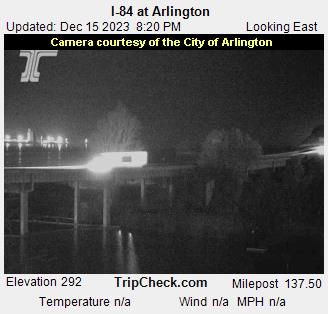 I-84 at Arlington
Updated: Dec 15 2023 8:20 PM Looking East
Camera courtesy of the City of Arlington
Elevation 292 TripCheck.com Milepost 137.50
Temperature n/a Wind n/a MPH n/a